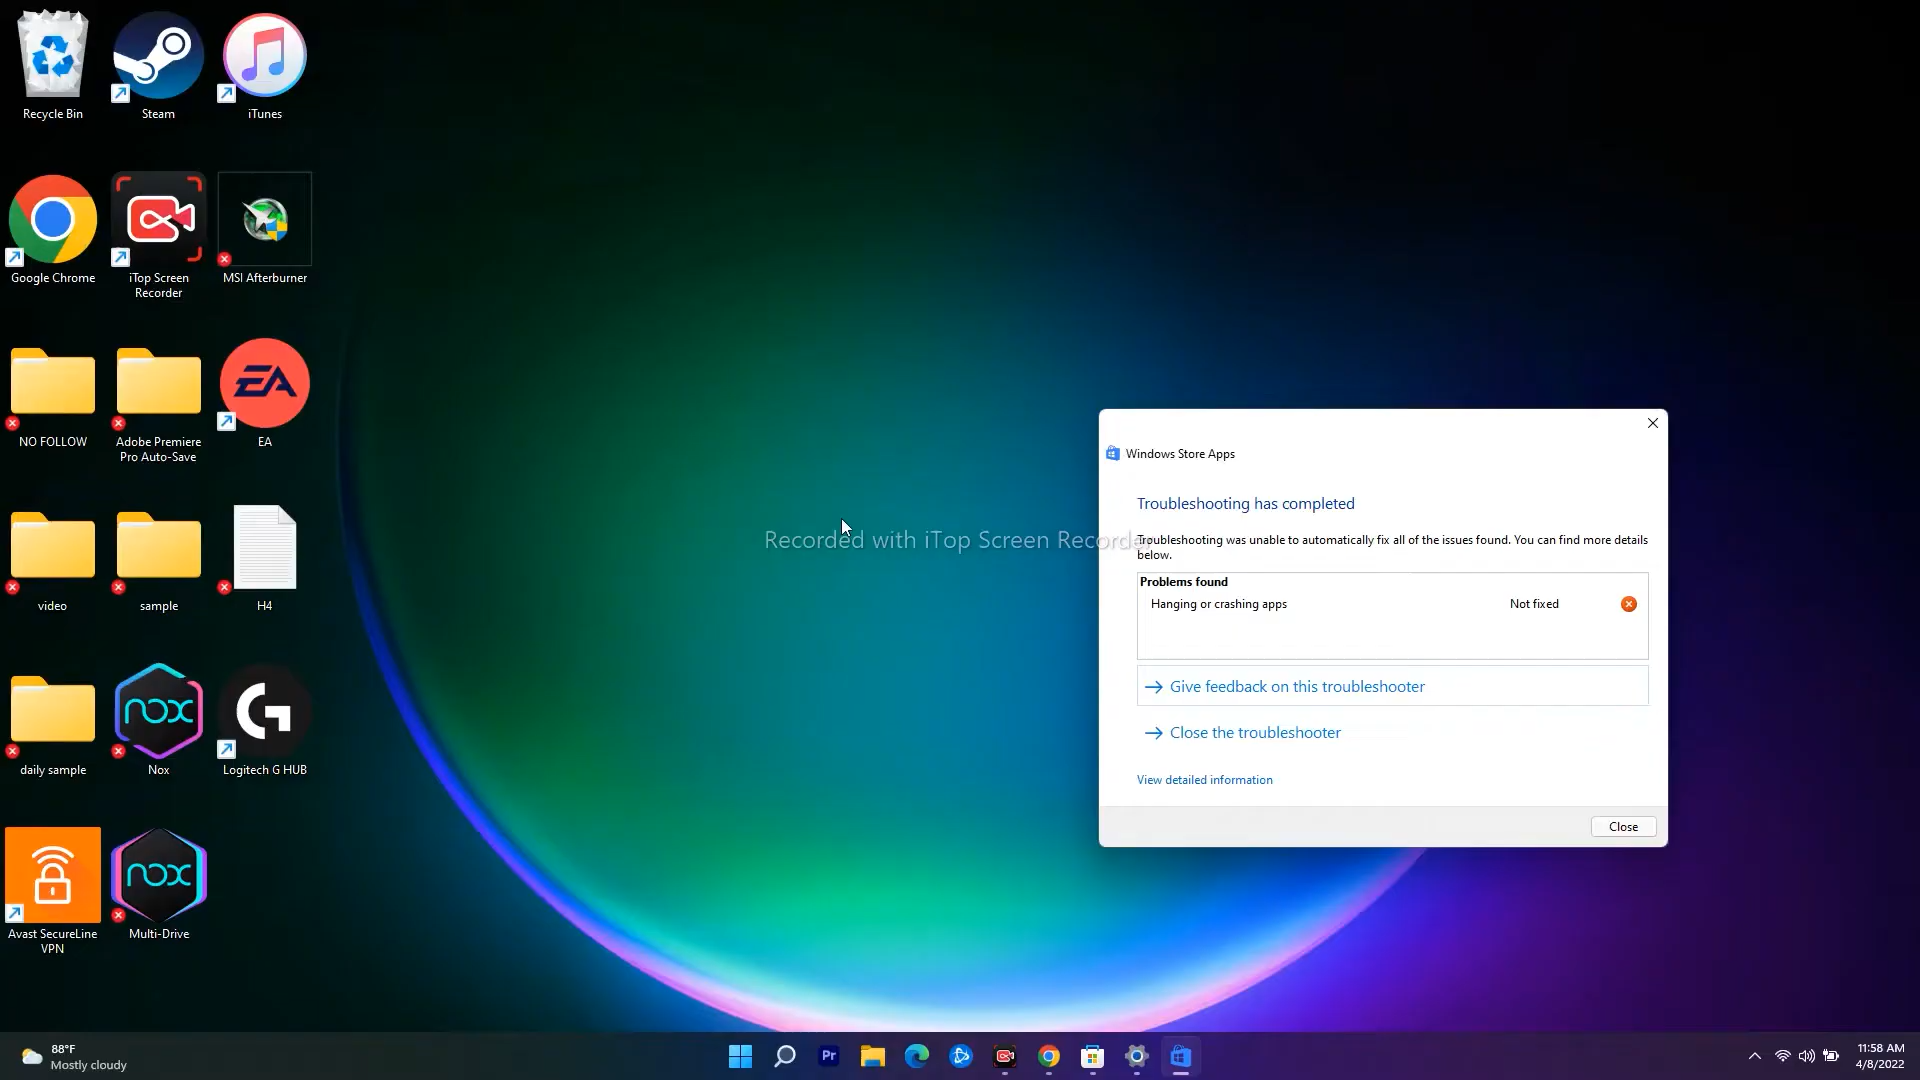 Recycle Bin
Steam
iTunes
Google Chrome
iTop Screen
Recorder
MSI Afterburner
NO FOLLOW
Adobe Premiere
Pro Auto-Save
EA
EA
video
sample
H4
daily sample
nox
Nox
G
Logitech G HUB
Avast SecureLine
VPN
nox
Multi-Drive
Recorded with iTop Screen Recorder
Windows Store Apps
Troubleshooting has completed
Troubleshooting was unable to automatically fix all of the issues found. You can find more details
below.
Problems found
Hanging or crashing apps Not fixed
Give feedback on this troubleshooter
Close the troubleshooter
View detailed information
Close
88°F
Mostly cloudy
Pr
11:58 AM
4/8/2022